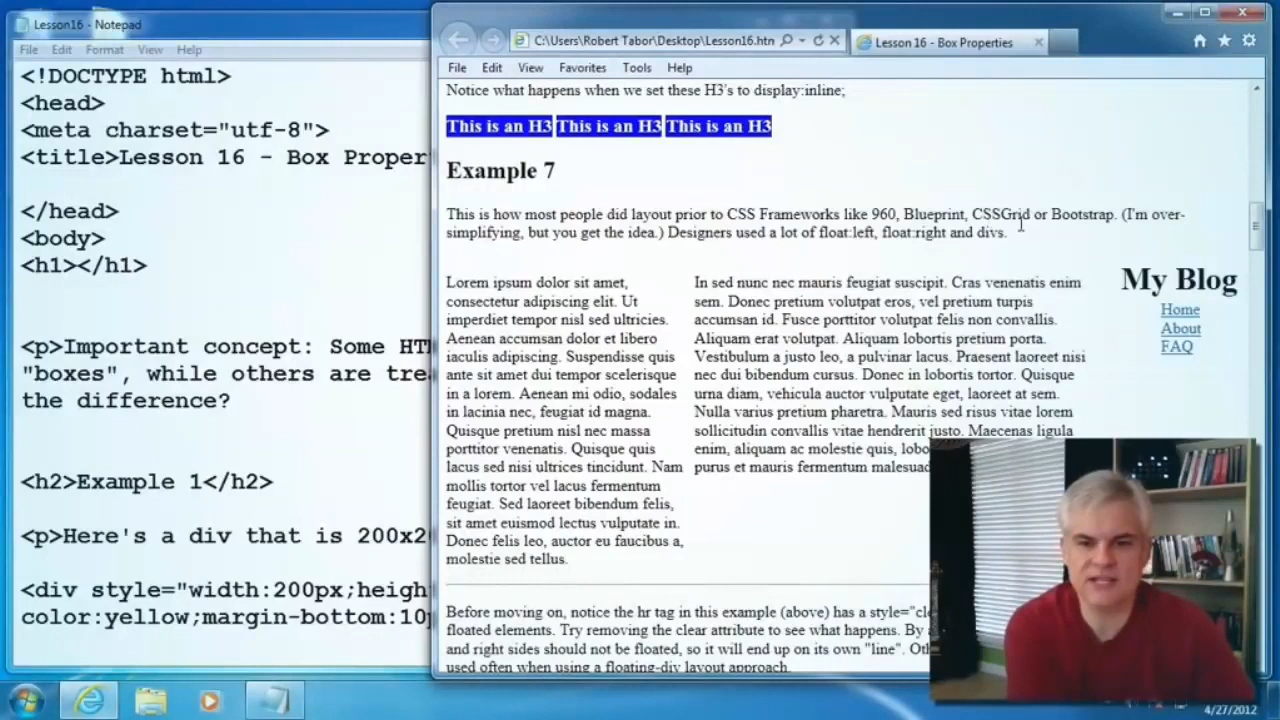 Lesson16 - Notepad
File Edit Format View Help
<!DOCTYPE html>
<head>
<meta charset="utf-8">
<title>Lesson 16 - Box Proper
</head>
<body>
<h1></h1>
<p>Important concept: Some HT
"boxes", while others are tre
the difference?
<h2>Example 1</h2>
<p>Here's a div that is 200x2
<div style="width:200px;heigh
color:yellow;margin-bottom:10p
C:\Users\Robert Tabor\Desktop\Lesson16.htn
Lesson 16 - Box Properties
File Edit View Favorites Tools Help
Notice what happens when we set these H3's to display:inline;
This is an H3 This is an H3 This is an H3
Example 7
This is how most people did layout prior to CSS Frameworks like 960, Blueprint, CSSGrid or Bootstrap. (I'm over-
simplifying, but you get the idea.) Designers used a lot of float:left, float:right and divs.
Lorem ipsum dolor sit amet,
consectetur adipiscing elit. Ut
imperdiet tempor nisl sed ultricies.
Aenean accumsan dolor et libero
iaculis adipiscing. Suspendisse quis
ante sit amet dui tempor scelerisque
in a lorem. Aenean mi odio, sodales
in lacinia nec, feugiat id magna.
Quisque pretium nisl nec massa
porttitor venenatis. Quisque quis
lacus sed nisi ultrices tincidunt. Nam
mollis tortor vel lacus fermentum
feugiat. Sed laoreet bibendum felis,
sit amet euismod lectus vulputate in.
Donec felis leo, auctor eu faucibus a,
molestie sed tellus.
In sed nunc nec mauris feugiat suscipit. Cras venenatis enim
sem. Donec pretium volutpat eros, vel pretium turpis
accumsan id. Fusce porttitor volutpat felis non convallis.
Aliquam erat volutpat. Aliquam lobortis pretium porta.
Vestibulum a justo leo, a pulvinar lacus. Praesent laoreet nisi
nec dui bibendum cursus. Donec in lobortis tortor. Quisque
urna diam, vehicula auctor vulputate eget, laoreet at sem.
Nulla varius pretium pharetra. Mauris sed risus vitae lorem
sollicitudin convallis vitae hendrerit justo. Maecenas ligula
enim, aliquam ac molestie quis, lobo
purus et mauris fermentum malesuad
My Blog
Home
About
FAQ
Before moving on, notice the hr tag in this example (above) has a style="cle
floated elements. Try removing the clear attribute to see what happens. By
and right sides should not be floated, so it will end up on its own "line". Oth
used often when using a floating-div layout approach.
4/27/2012